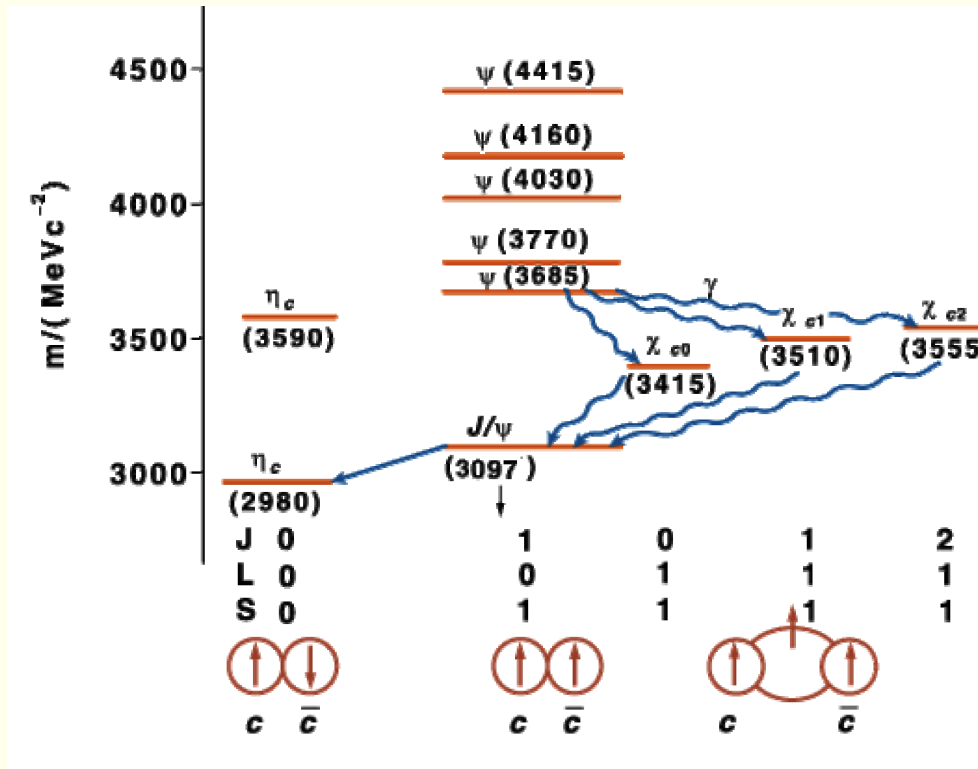 4500
ψ (4415)
ψ (4160)
ψ (4030)
4000
ψ (3770)
ψ (3685)
γ
m/( MeVc⁻²)
η c
(3590)
3500
χ c0
(3415)
χ c1
(3510)
χ c2
(3555
J/ψ
(3097 )
3000
η c
(2980)
J 0 1 0 1 2
L 0 0 1 1 1
S 0 1 1 1 1
c c̅ c c̅ c c̅